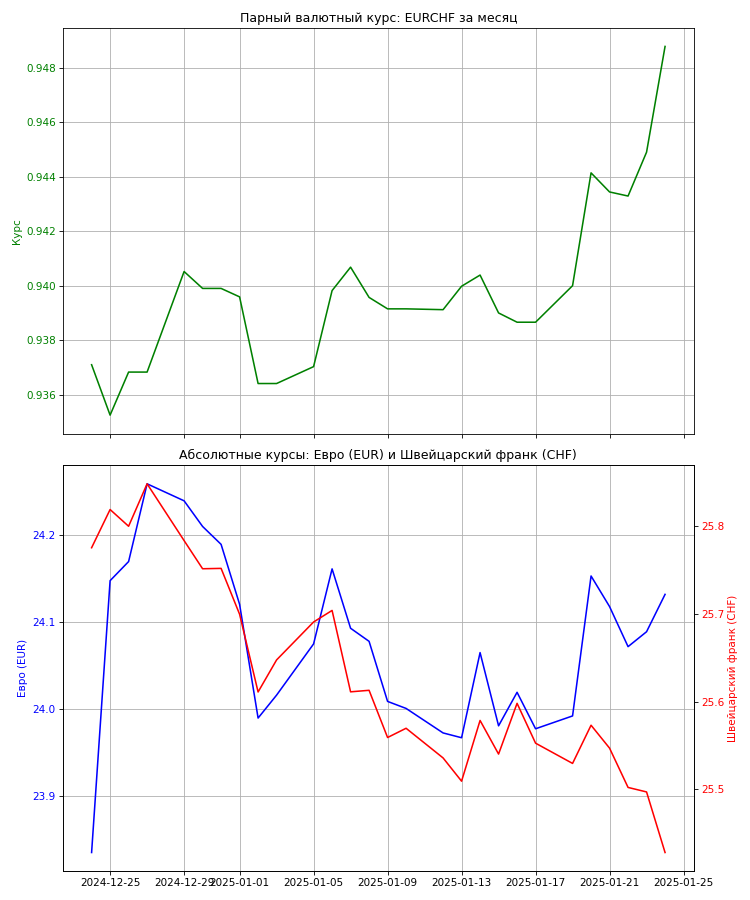 Парный валютный курс: EURCHF за месяц
0.948
0.946
0.944
0.942
0.940
0.938
0.936
Курс
Абсолютные курсы: Евро (EUR) и Швейцарский франк (CHF)
24.2
24.1
24.0
23.9
Евро (EUR)
25.8
25.7
25.6
25.5
Швейцарский франк (CHF)
2024-12-25 2024-12-29 2025-01-01 2025-01-05 2025-01-09 2025-01-13 2025-01-17 2025-01-21 2025-01-25